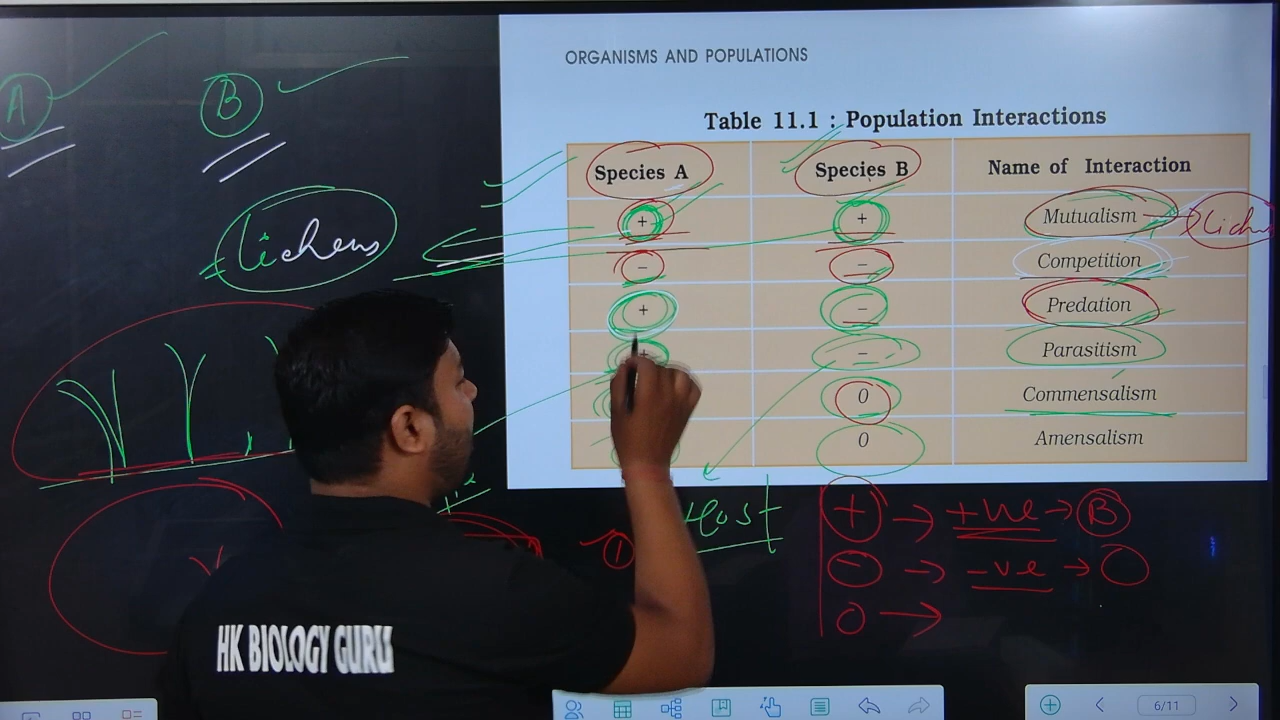 A
B
ORGANISMS AND POPULATIONS
Table 11.1 : Population Interactions
Species A Species B Name of Interaction
+ + Mutualism
− − Competition
+ − Predation
+ − Parasitism
0 Commensalism
0 Amensalism
Lichens
Host
①
+ → +ve → B
− → -ve →
0 →
HK BIOLOGY GURU
6/11